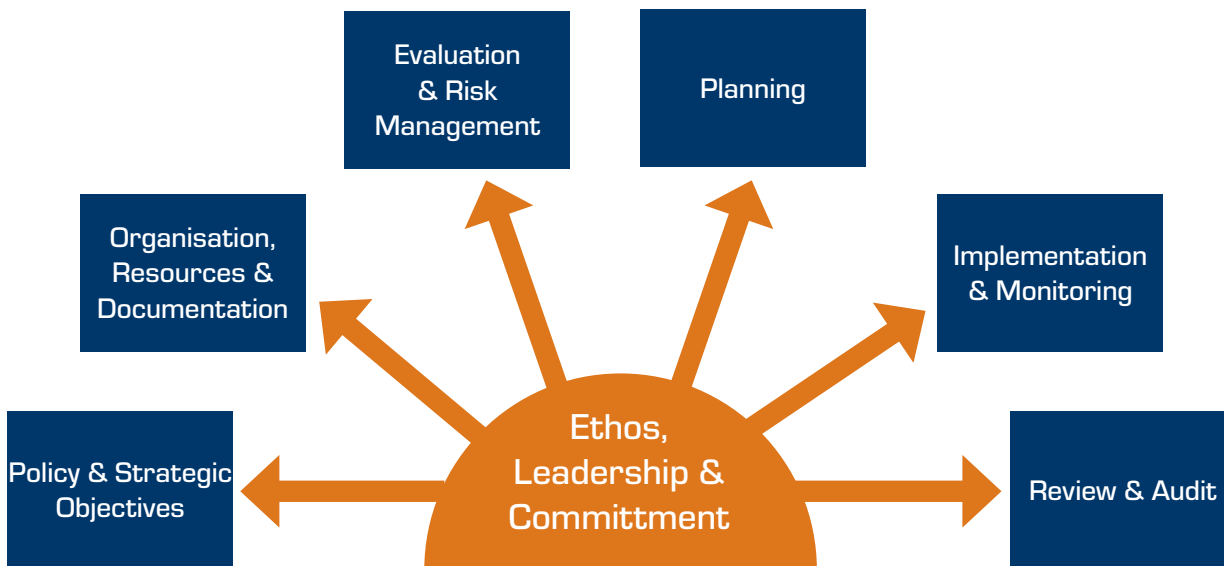 Evaluation
& Risk
Management
Planning
Organisation,
Resources &
Documentation
Implementation
& Monitoring
Policy & Strategic
Objectives
Ethos,
Leadership &
Committment
Review & Audit